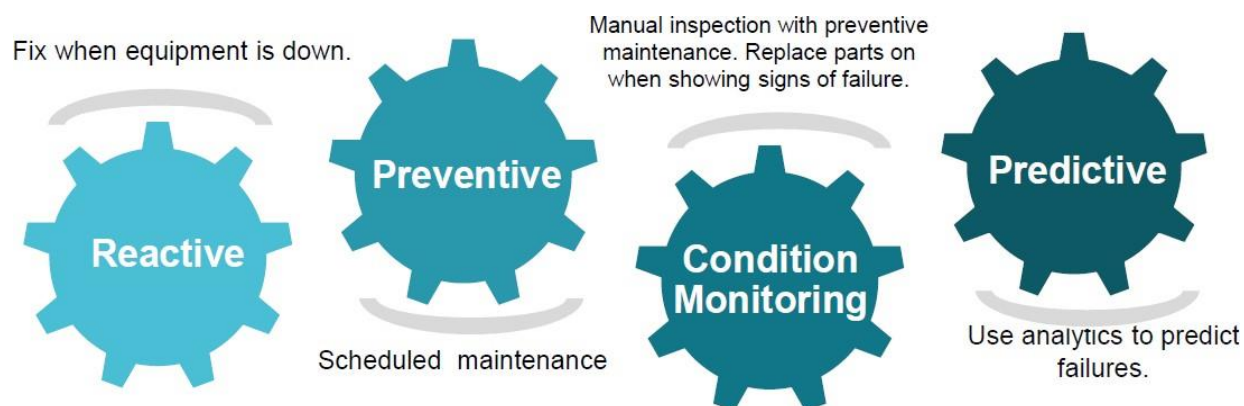 Fix when equipment is down.
Reactive
Preventive
Scheduled maintenance
Manual inspection with preventive
maintenance. Replace parts on
when showing signs of failure.
Condition
Monitoring
Predictive
Use analytics to predict
failures.